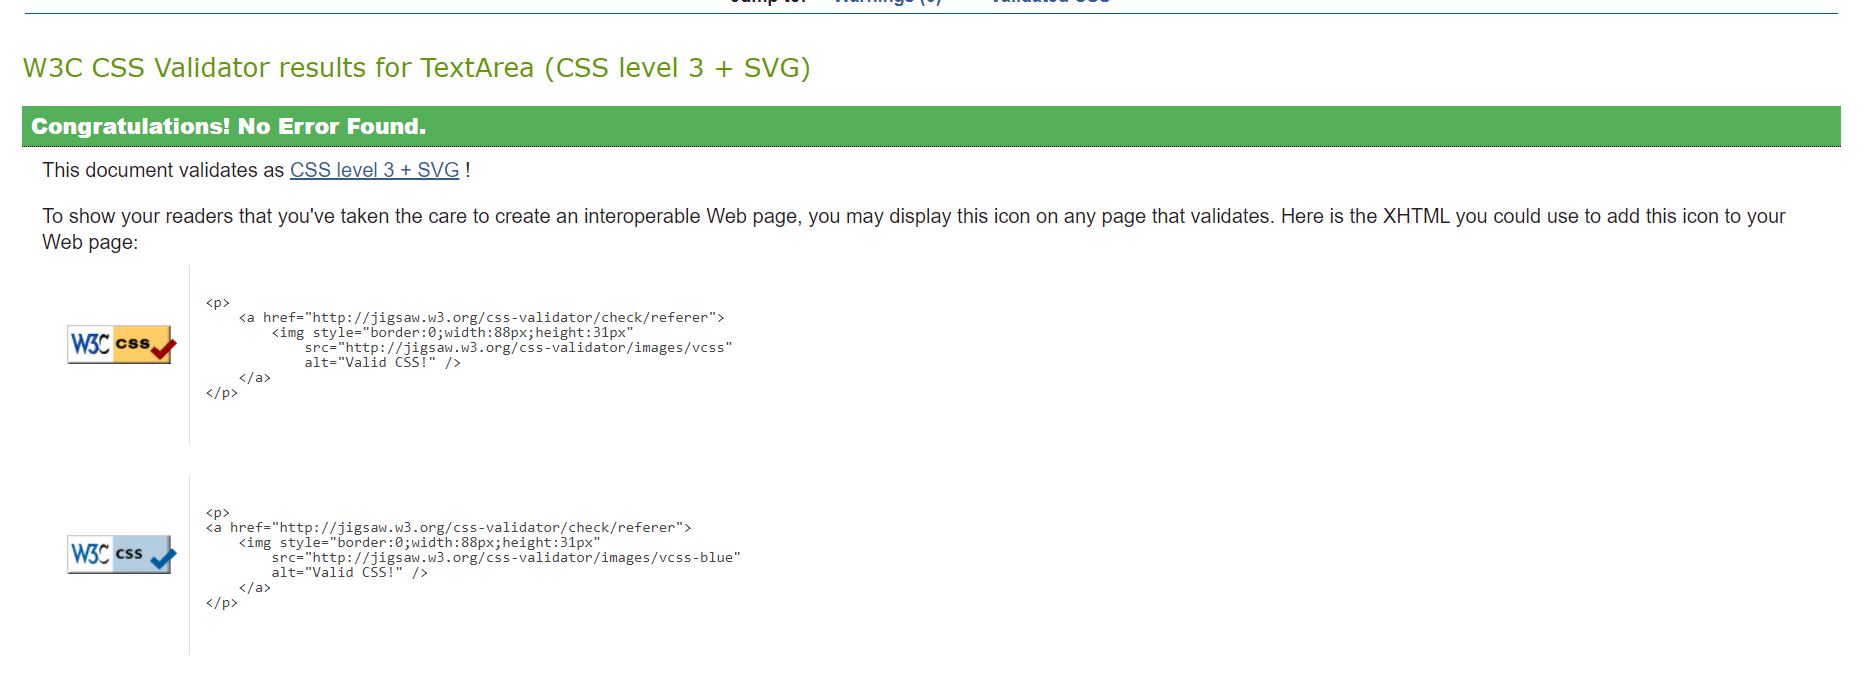 W3C CSS Validator results for TextArea (CSS level 3 + SVG)
Congratulations! No Error Found.
This document validates as CSS level 3 + SVG !
To show your readers that you've taken the care to create an interoperable Web page, you may display this icon on any page that validates. Here is the XHTML you could use to add this icon to your
Web page:
W3C css
<p>
<a href="http://jigsaw.w3.org/css-validator/check/referer">
<img style="border:0;width:88px;height:31px"
src="http://jigsaw.w3.org/css-validator/images/vcss"
alt="Valid CSS!" />
</a>
</p>
W3C css
<p>
<a href="http://jigsaw.w3.org/css-validator/check/referer">
<img style="border:0;width:88px;height:31px"
src="http://jigsaw.w3.org/css-validator/images/vcss-blue"
alt="Valid CSS!" />
</a>
</p>